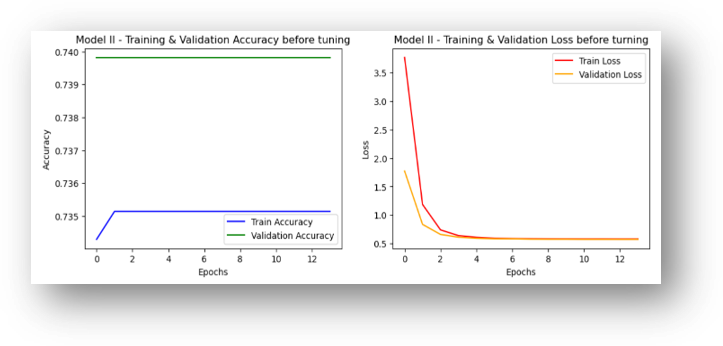 Model II - Training & Validation Accuracy before tuning
0.740
0.739
0.738
0.737
0.736
0.735
Accuracy
0 2 4 6 8 10 12
Epochs
Train Accuracy
Validation Accuracy
Model II - Training & Validation Loss before turning
3.5
3.0
2.5
2.0
1.5
1.0
0.5
Loss
0 2 4 6 8 10 12
Epochs
Train Loss
Validation Loss